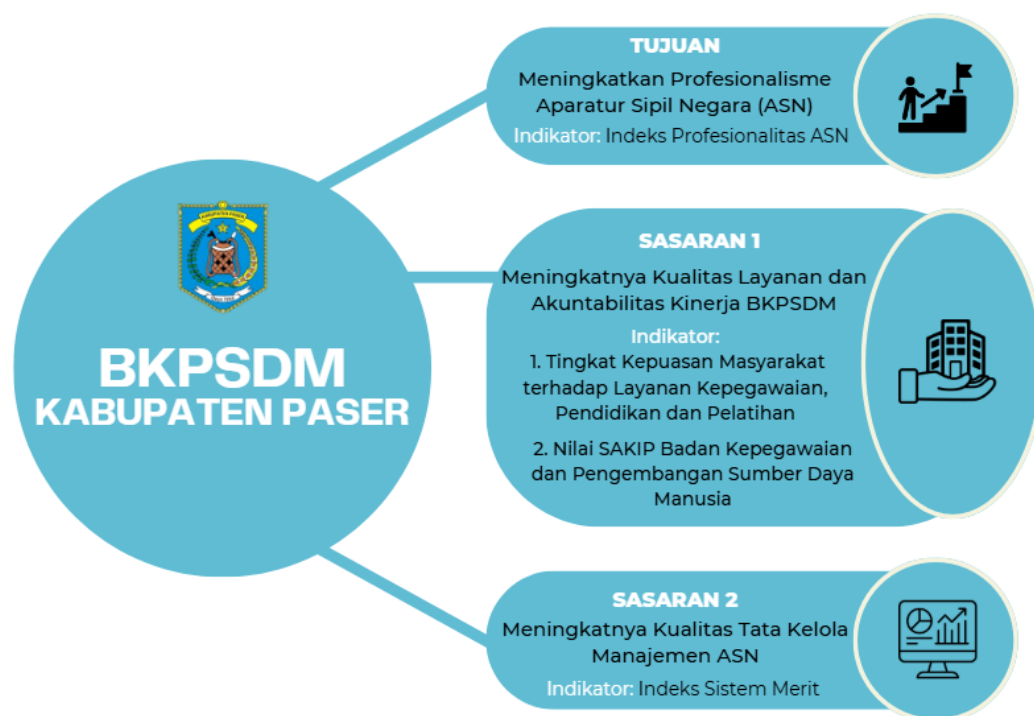 KABUPATEN PASER
BKPSDM
KABUPATEN PASER
TUJUAN
Meningkatkan Profesionalisme
Aparatur Sipil Negara (ASN)
Indikator: Indeks Profesionalitas ASN
SASARAN 1
Meningkatnya Kualitas Layanan dan
Akuntabilitas Kinerja BKPSDM
Indikator:
1. Tingkat Kepuasan Masyarakat
terhadap Layanan Kepegawaian,
Pendidikan dan Pelatihan
2. Nilai SAKIP Badan Kepegawaian
dan Pengembangan Sumber Daya
Manusia
SASARAN 2
Meningkatnya Kualitas Tata Kelola
Manajemen ASN
Indikator: Indeks Sistem Merit